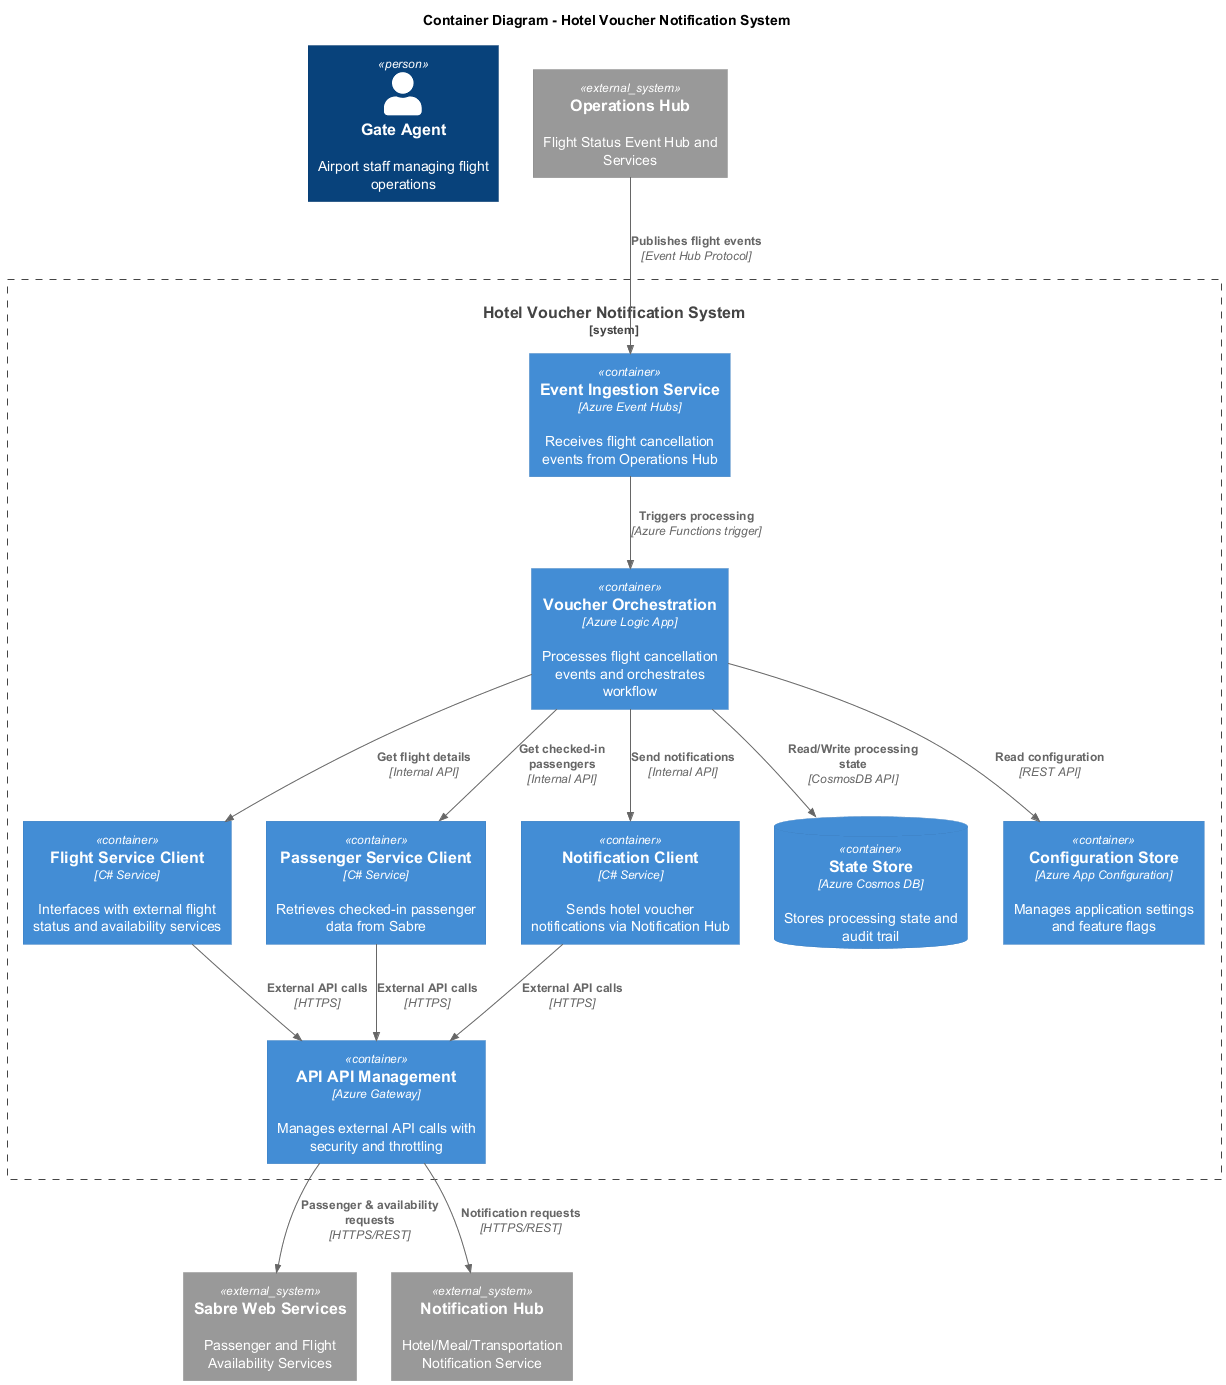 Container Diagram - Hotel Voucher Notification System
«person»
Gate Agent
Airport staff managing flight
operations
«external_system»
Operations Hub
Flight Status Event Hub and
Services
Publishes flight events
[Event Hub Protocol]
Hotel Voucher Notification System
[system]
«container»
Event Ingestion Service
[Azure Event Hubs]
Receives flight cancellation
events from Operations Hub
Triggers processing
[Azure Functions trigger]
«container»
Voucher Orchestration
[Azure Logic App]
Processes flight cancellation
events and orchestrates
workflow
Get flight details
[Internal API]
Get checked-in
passengers
[Internal API]
Send notifications
[Internal API]
Read/Write processing
state
[CosmosDB API]
Read configuration
[REST API]
«container»
Flight Service Client
[C# Service]
Interfaces with external flight
status and availability services
«container»
Passenger Service Client
[C# Service]
Retrieves checked-in passenger
data from Sabre
«container»
Notification Client
[C# Service]
Sends hotel voucher
notifications via Notification Hub
«container»
State Store
[Azure Cosmos DB]
Stores processing state and
audit trail
«container»
Configuration Store
[Azure App Configuration]
Manages application settings
and feature flags
External API calls
[HTTPS]
External API calls
[HTTPS]
External API calls
[HTTPS]
«container»
API API Management
[Azure Gateway]
Manages external API calls with
security and throttling
Passenger & availability
requests
[HTTPS/REST]
Notification requests
[HTTPS/REST]
«external_system»
Sabre Web Services
Passenger and Flight
Availability Services
«external_system»
Notification Hub
Hotel/Meal/Transportation
Notification Service